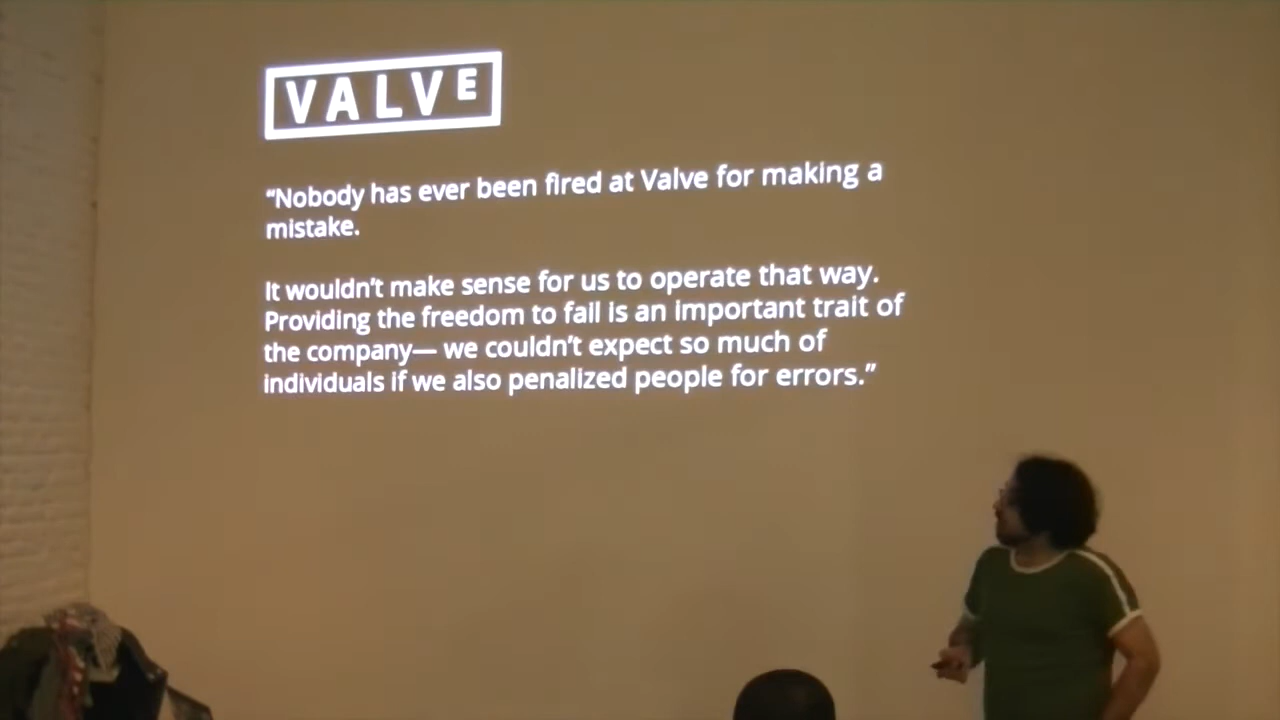 VALVE
“Nobody has ever been fired at Valve for making a
mistake.
It wouldn’t make sense for us to operate that way.
Providing the freedom to fail is an important trait of
the company— we couldn’t expect so much of
individuals if we also penalized people for errors.”